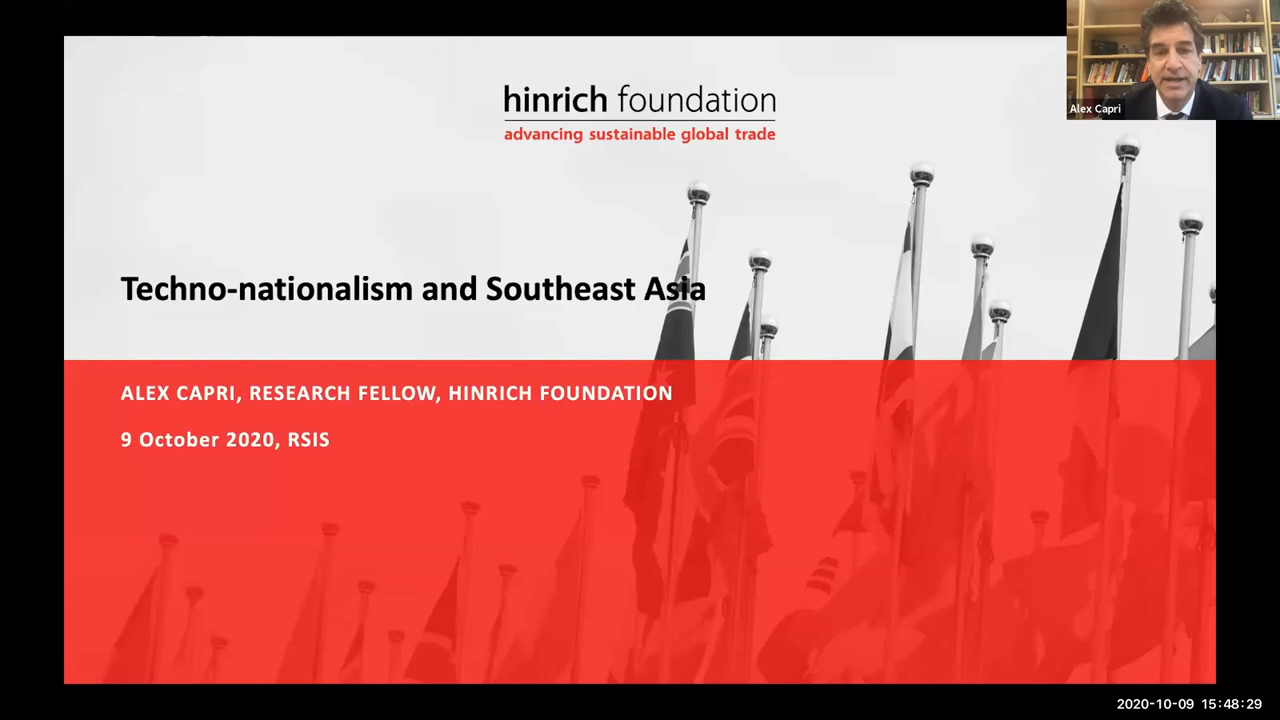 hinrich foundation
advancing sustainable global trade
Alex Capri
Techno-nationalism and Southeast Asia
ALEX CAPRI, RESEARCH FELLOW, HINRICH FOUNDATION
9 October 2020, RSIS
2020-10-09 15:48:29